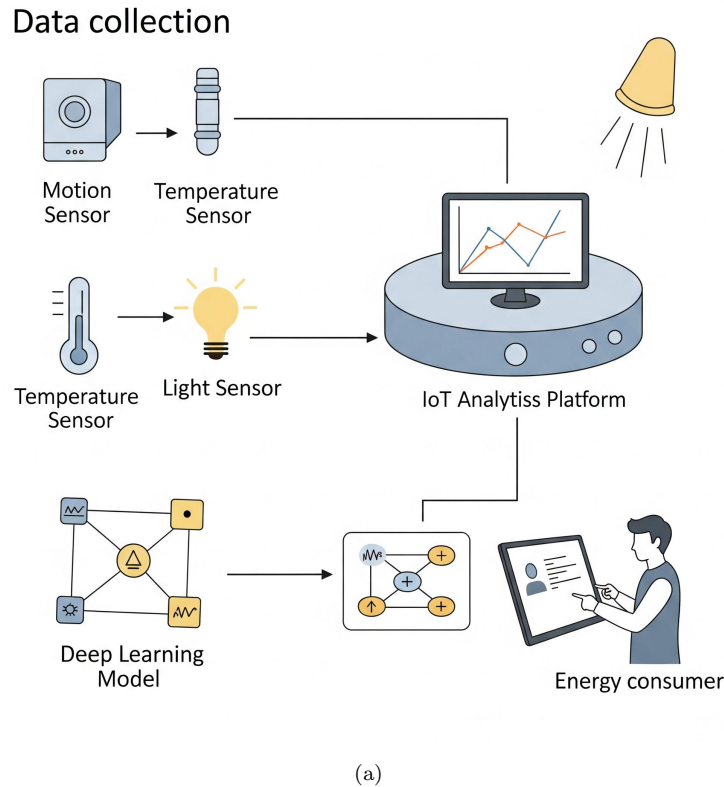 Data collection
Motion
Sensor
Temperature
Sensor
Temperature
Sensor
Light Sensor
IoT Analytiss Platform
Deep Learning
Model
Energy consumer
(a)